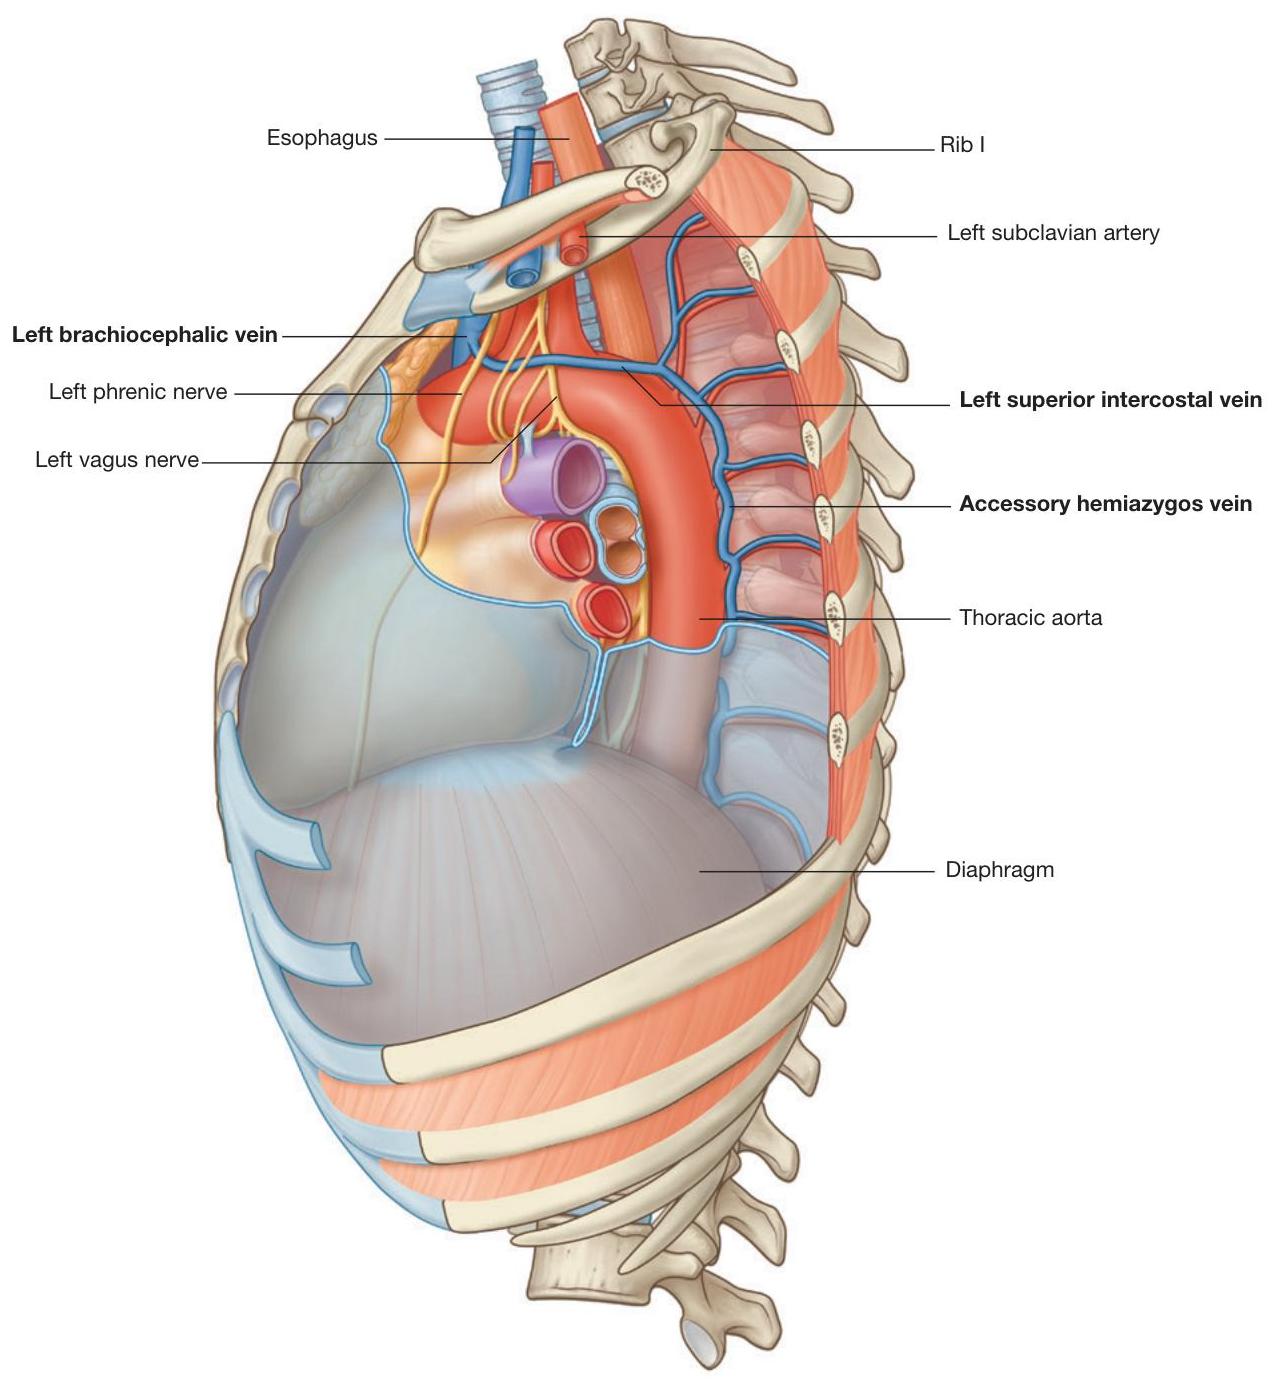 Esophagus
Rib I
Left subclavian artery
Left brachiocephalic vein
Left phrenic nerve
Left superior intercostal vein
Left vagus nerve
Accessory hemiazygos vein
Thoracic aorta
Diaphragm